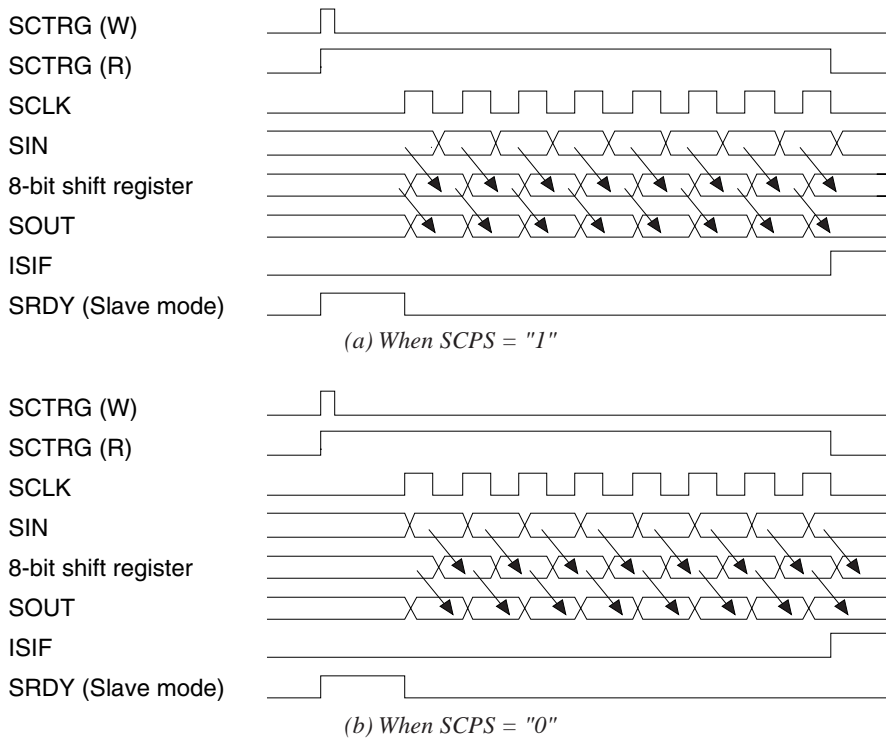 SCTRG (W)
SCTRG (R)
SCLK
SIN
8-bit shift register
SOUT
ISIF
SRDY (Slave mode)
(a) When SCPS = "1"
SCTRG (W)
SCTRG (R)
SCLK
SIN
8-bit shift register
SOUT
ISIF
SRDY (Slave mode)
(b) When SCPS = "0"